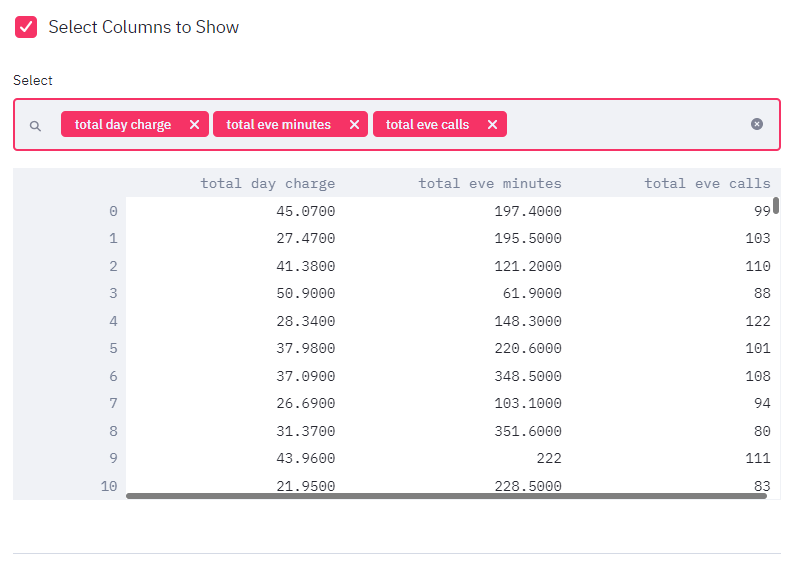 Select Columns to Show
Select
total day charge total eve minutes total eve calls
total day charge total eve minutes total eve calls
0 45.0700 197.4000 99
1 27.4700 195.5000 103
2 41.3800 121.2000 110
3 50.9000 61.9000 88
4 28.3400 148.3000 122
5 37.9800 220.6000 101
6 37.0900 348.5000 108
7 26.6900 103.1000 94
8 31.3700 351.6000 80
9 43.9600 222 111
10 21.9500 228.5000 83